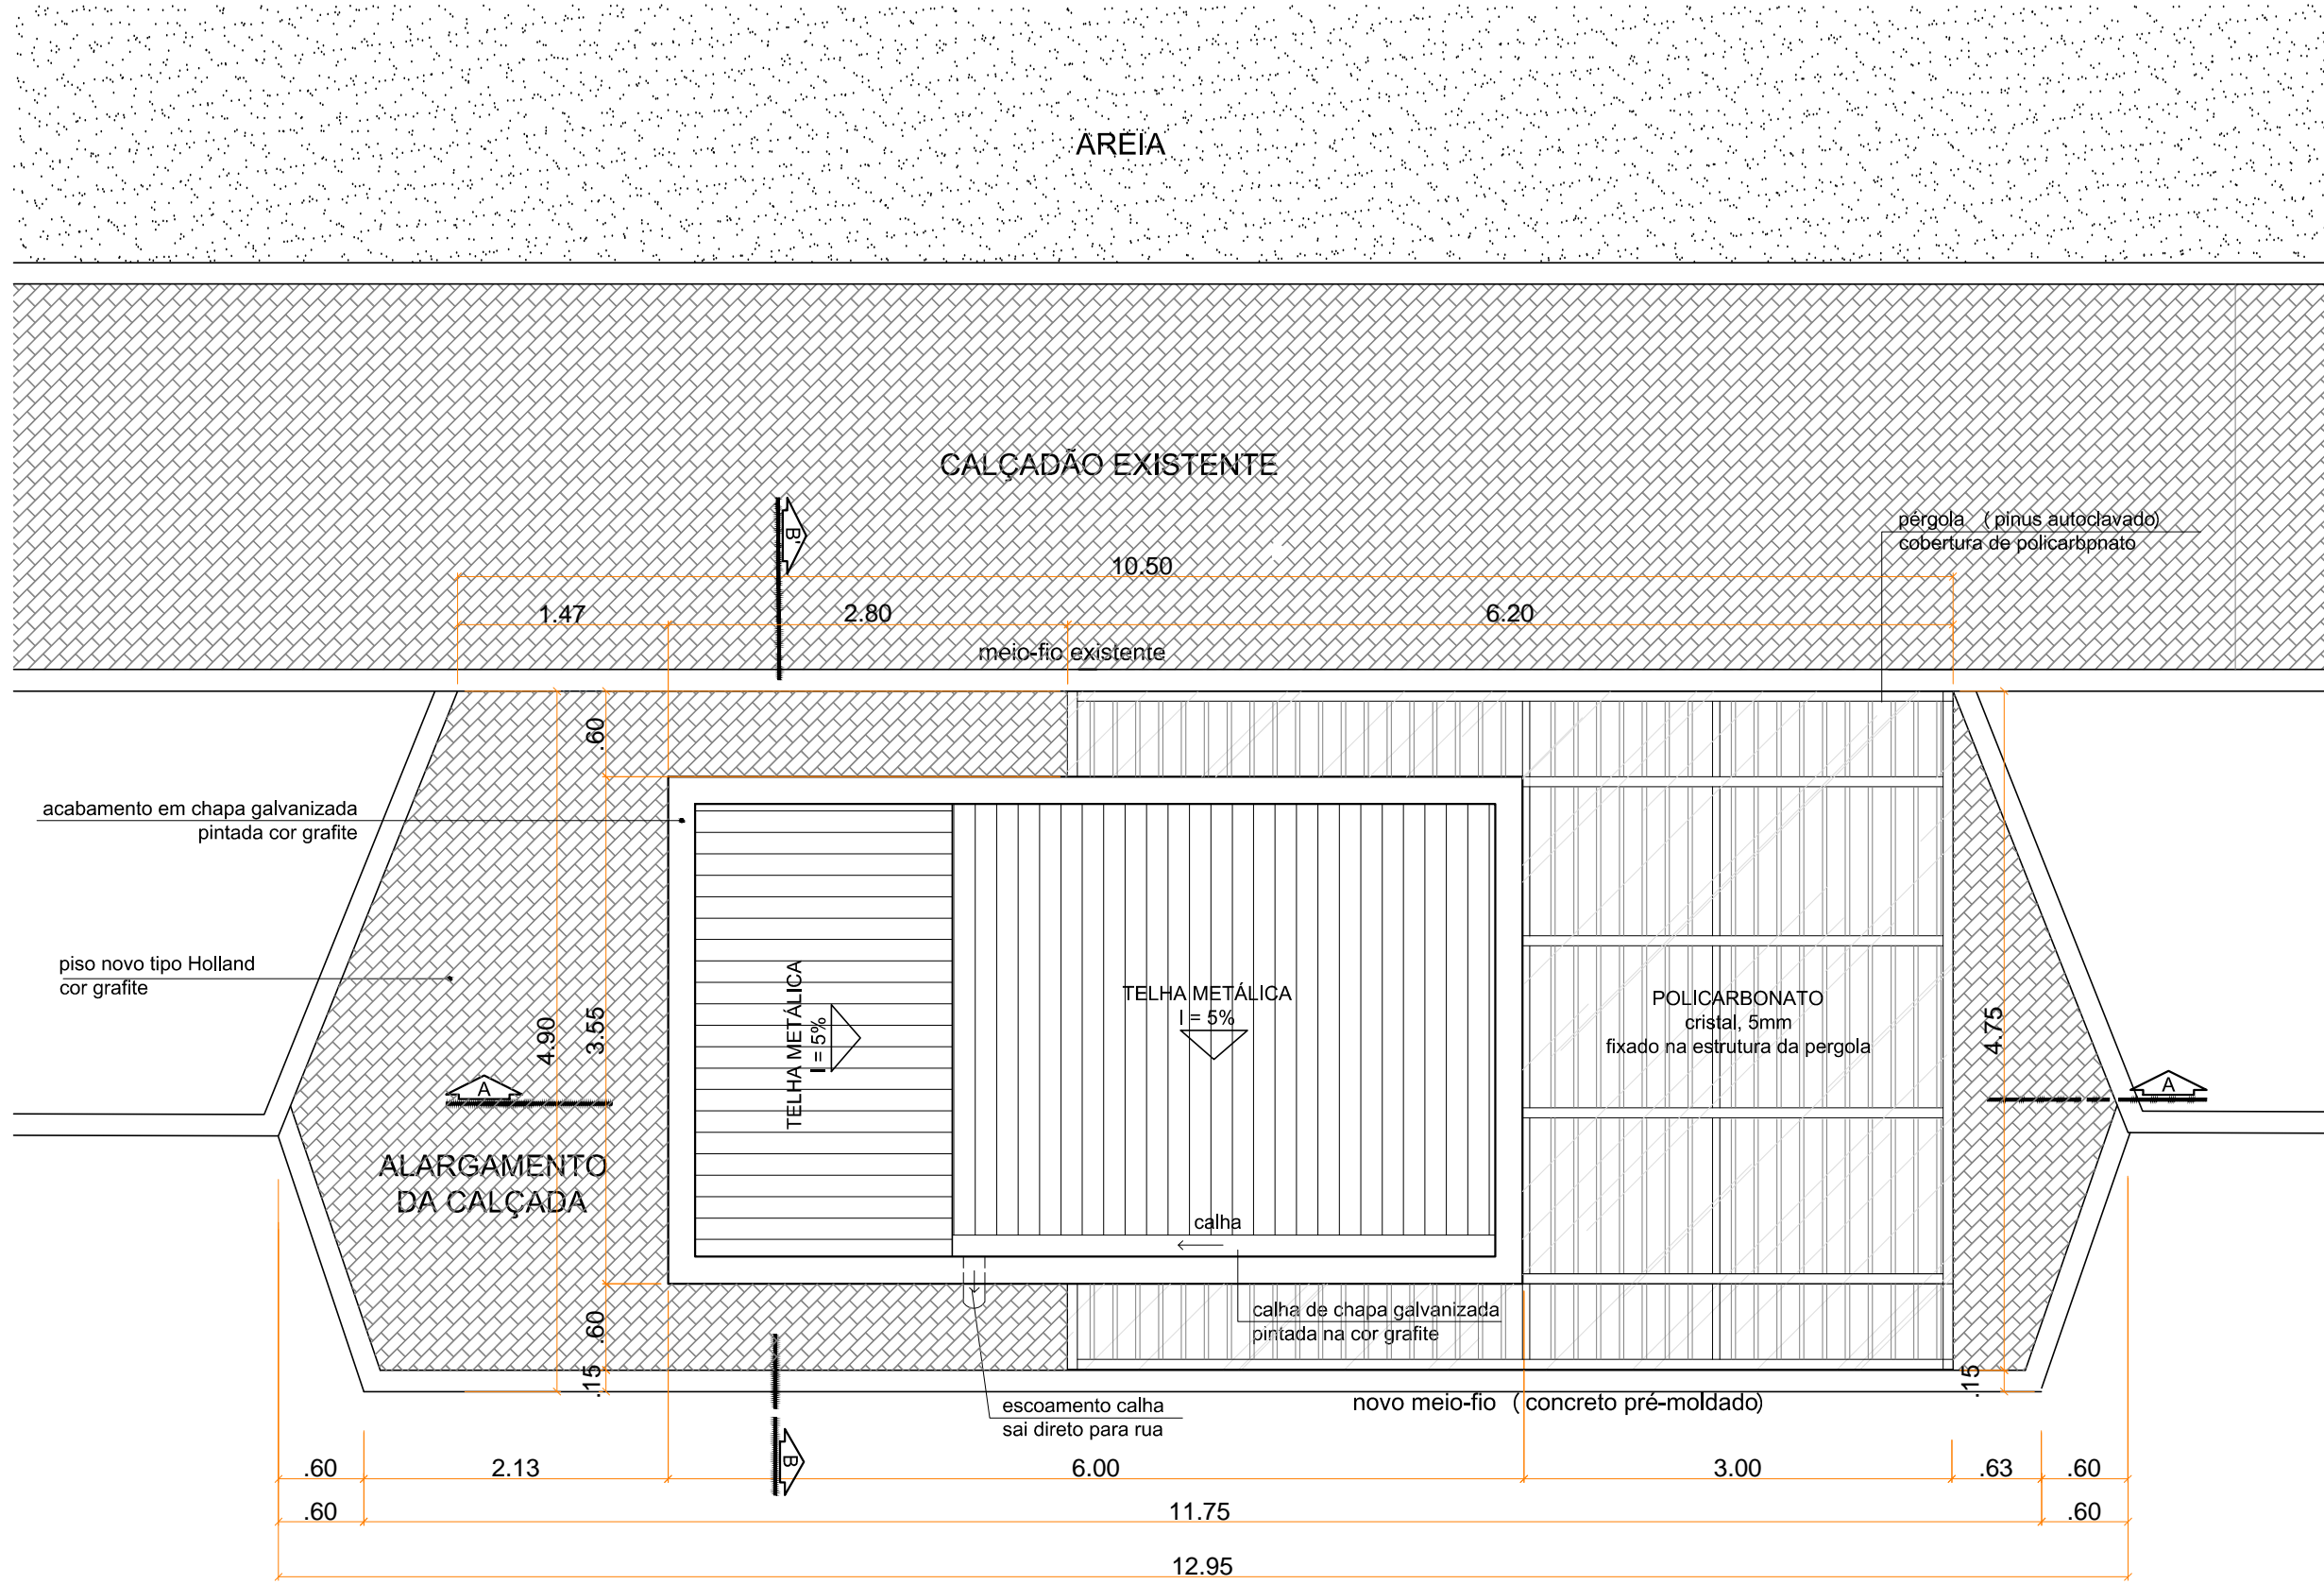 AREIA
CALÇADÃO EXISTENTE
B'
pérgola ( pinus autoclavado)
cobertura de policarbpnato
10.50
1.47
2.80
6.20
meio-fio existente
.60
acabamento em chapa galvanizada
pintada cor grafite
piso novo tipo Holland
cor grafite
4.90
3.55
TELHA METÁLICA
I = 5%
TELHA METÁLICA
I = 5%
POLICARBONATO
cristal, 5mm
fixado na estrutura da pergola
4.75
A
A
ALARGAMENTO
DA CALÇADA
calha
calha de chapa galvanizada
pintada na cor grafite
.60
.15
.15
escoamento calha
sai direto para rua
novo meio-fio ( concreto pré-moldado)
B
.60
2.13
6.00
3.00
.63
.60
.60
11.75
.60
12.95